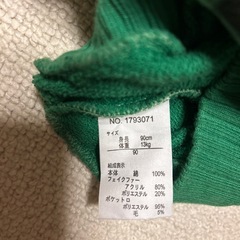 NO. 1793071
サイズ
身長 90cm
体重 13kg
90
組成表示
本体 綿 100%
フェイクファー
アクリル 80%
ポリエステル 20%
ポケットロ
ポリエステル 95%
毛 5%